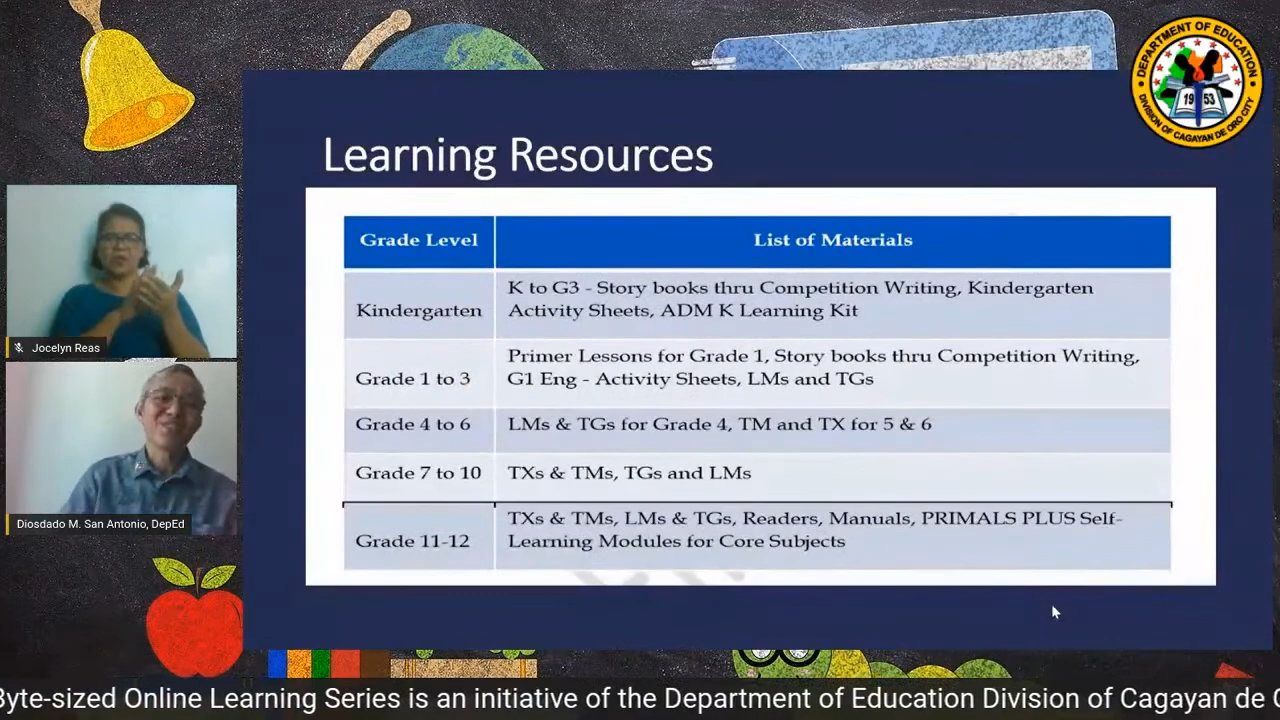 DEPARTMENT OF EDUCATION
1953
DIVISION OF CAGAYAN DE ORO CITY
Learning Resources
Grade Level
List of Materials
Kindergarten
K to G3 - Story books thru Competition Writing, Kindergarten
Activity Sheets, ADM K Learning Kit
Grade 1 to 3
Primer Lessons for Grade 1, Story books thru Competition Writing,
G1 Eng - Activity Sheets, LMs and TGs
Grade 4 to 6
LMs & TGs for Grade 4, TM and TX for 5 & 6
Grade 7 to 10
TXs & TMs, TGs and LMs
Grade 11-12
TXs & TMs, LMs & TGs, Readers, Manuals, PRIMALS PLUS Self-
Learning Modules for Core Subjects
Jocelyn Reas
Diosdado M. San Antonio, DepEd
Byte-sized Online Learning Series is an initiative of the Department of Education Division of Cagayan de